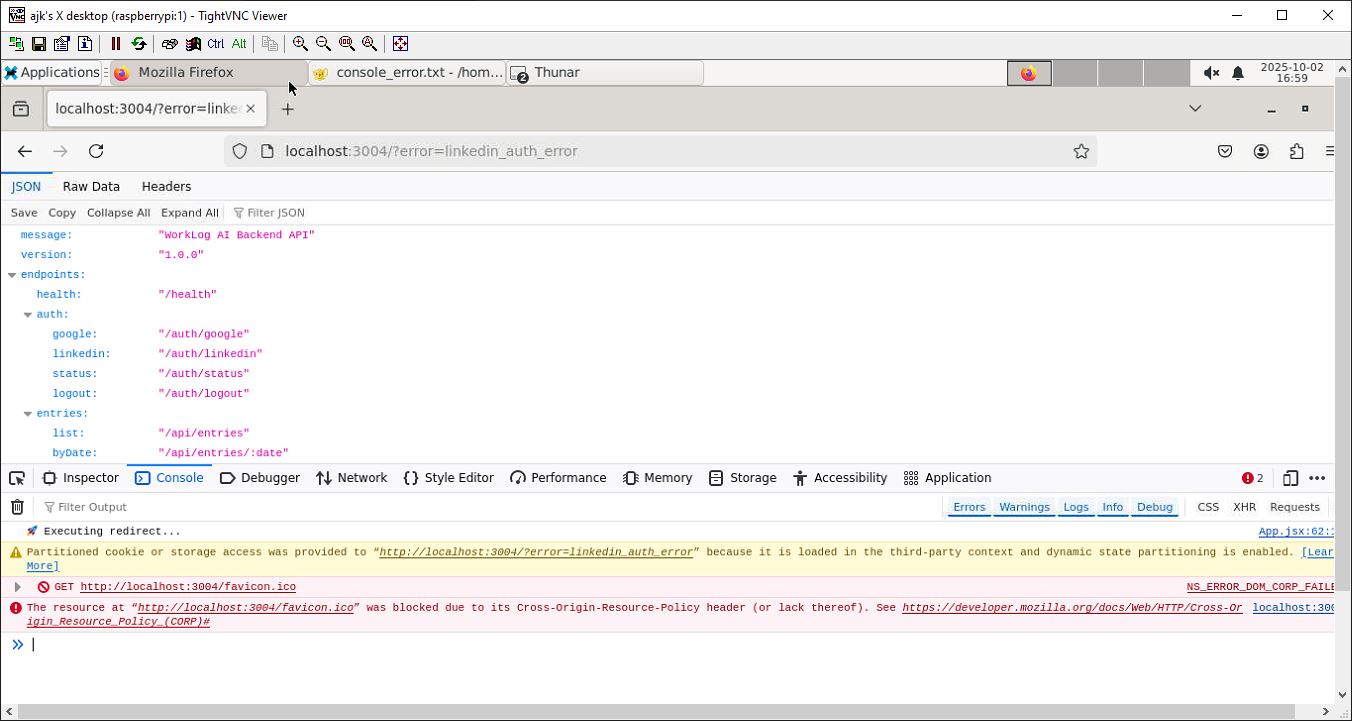 ajk's X desktop (raspberrypi:1) - TightVNC Viewer
Ctrl Alt
Applications Mozilla Firefox console_error.txt - /hom... 2 Thunar 2025-10-02
16:59
localhost:3004/?error=linke
localhost:3004/?error=linkedin_auth_error
JSON Raw Data Headers
Save Copy Collapse All Expand All Filter JSON
message: "WorkLog AI Backend API"
version: "1.0.0"
endpoints:
health: "/health"
auth:
google: "/auth/google"
linkedin: "/auth/linkedin"
status: "/auth/status"
logout: "/auth/logout"
entries:
list: "/api/entries"
byDate: "/api/entries/:date"
Inspector Console Debugger Network Style Editor Performance Memory Storage Accessibility Application 2
Filter Output Errors Warnings Logs Info Debug CSS XHR Requests
🚀 Executing redirect... App.jsx:62:
Partitioned cookie or storage access was provided to “http://localhost:3004/?error=linkedin_auth_error” because it is loaded in the third-party context and dynamic state partitioning is enabled. [Lear
More]
GET http://localhost:3004/favicon.ico NS_ERROR_DOM_CORP_FAILE
The resource at “http://localhost:3004/favicon.ico” was blocked due to its Cross-Origin-Resource-Policy header (or lack thereof). See https://developer.mozilla.org/docs/Web/HTTP/Cross-Or localhost:300
igin_Resource_Policy_(CORP)#